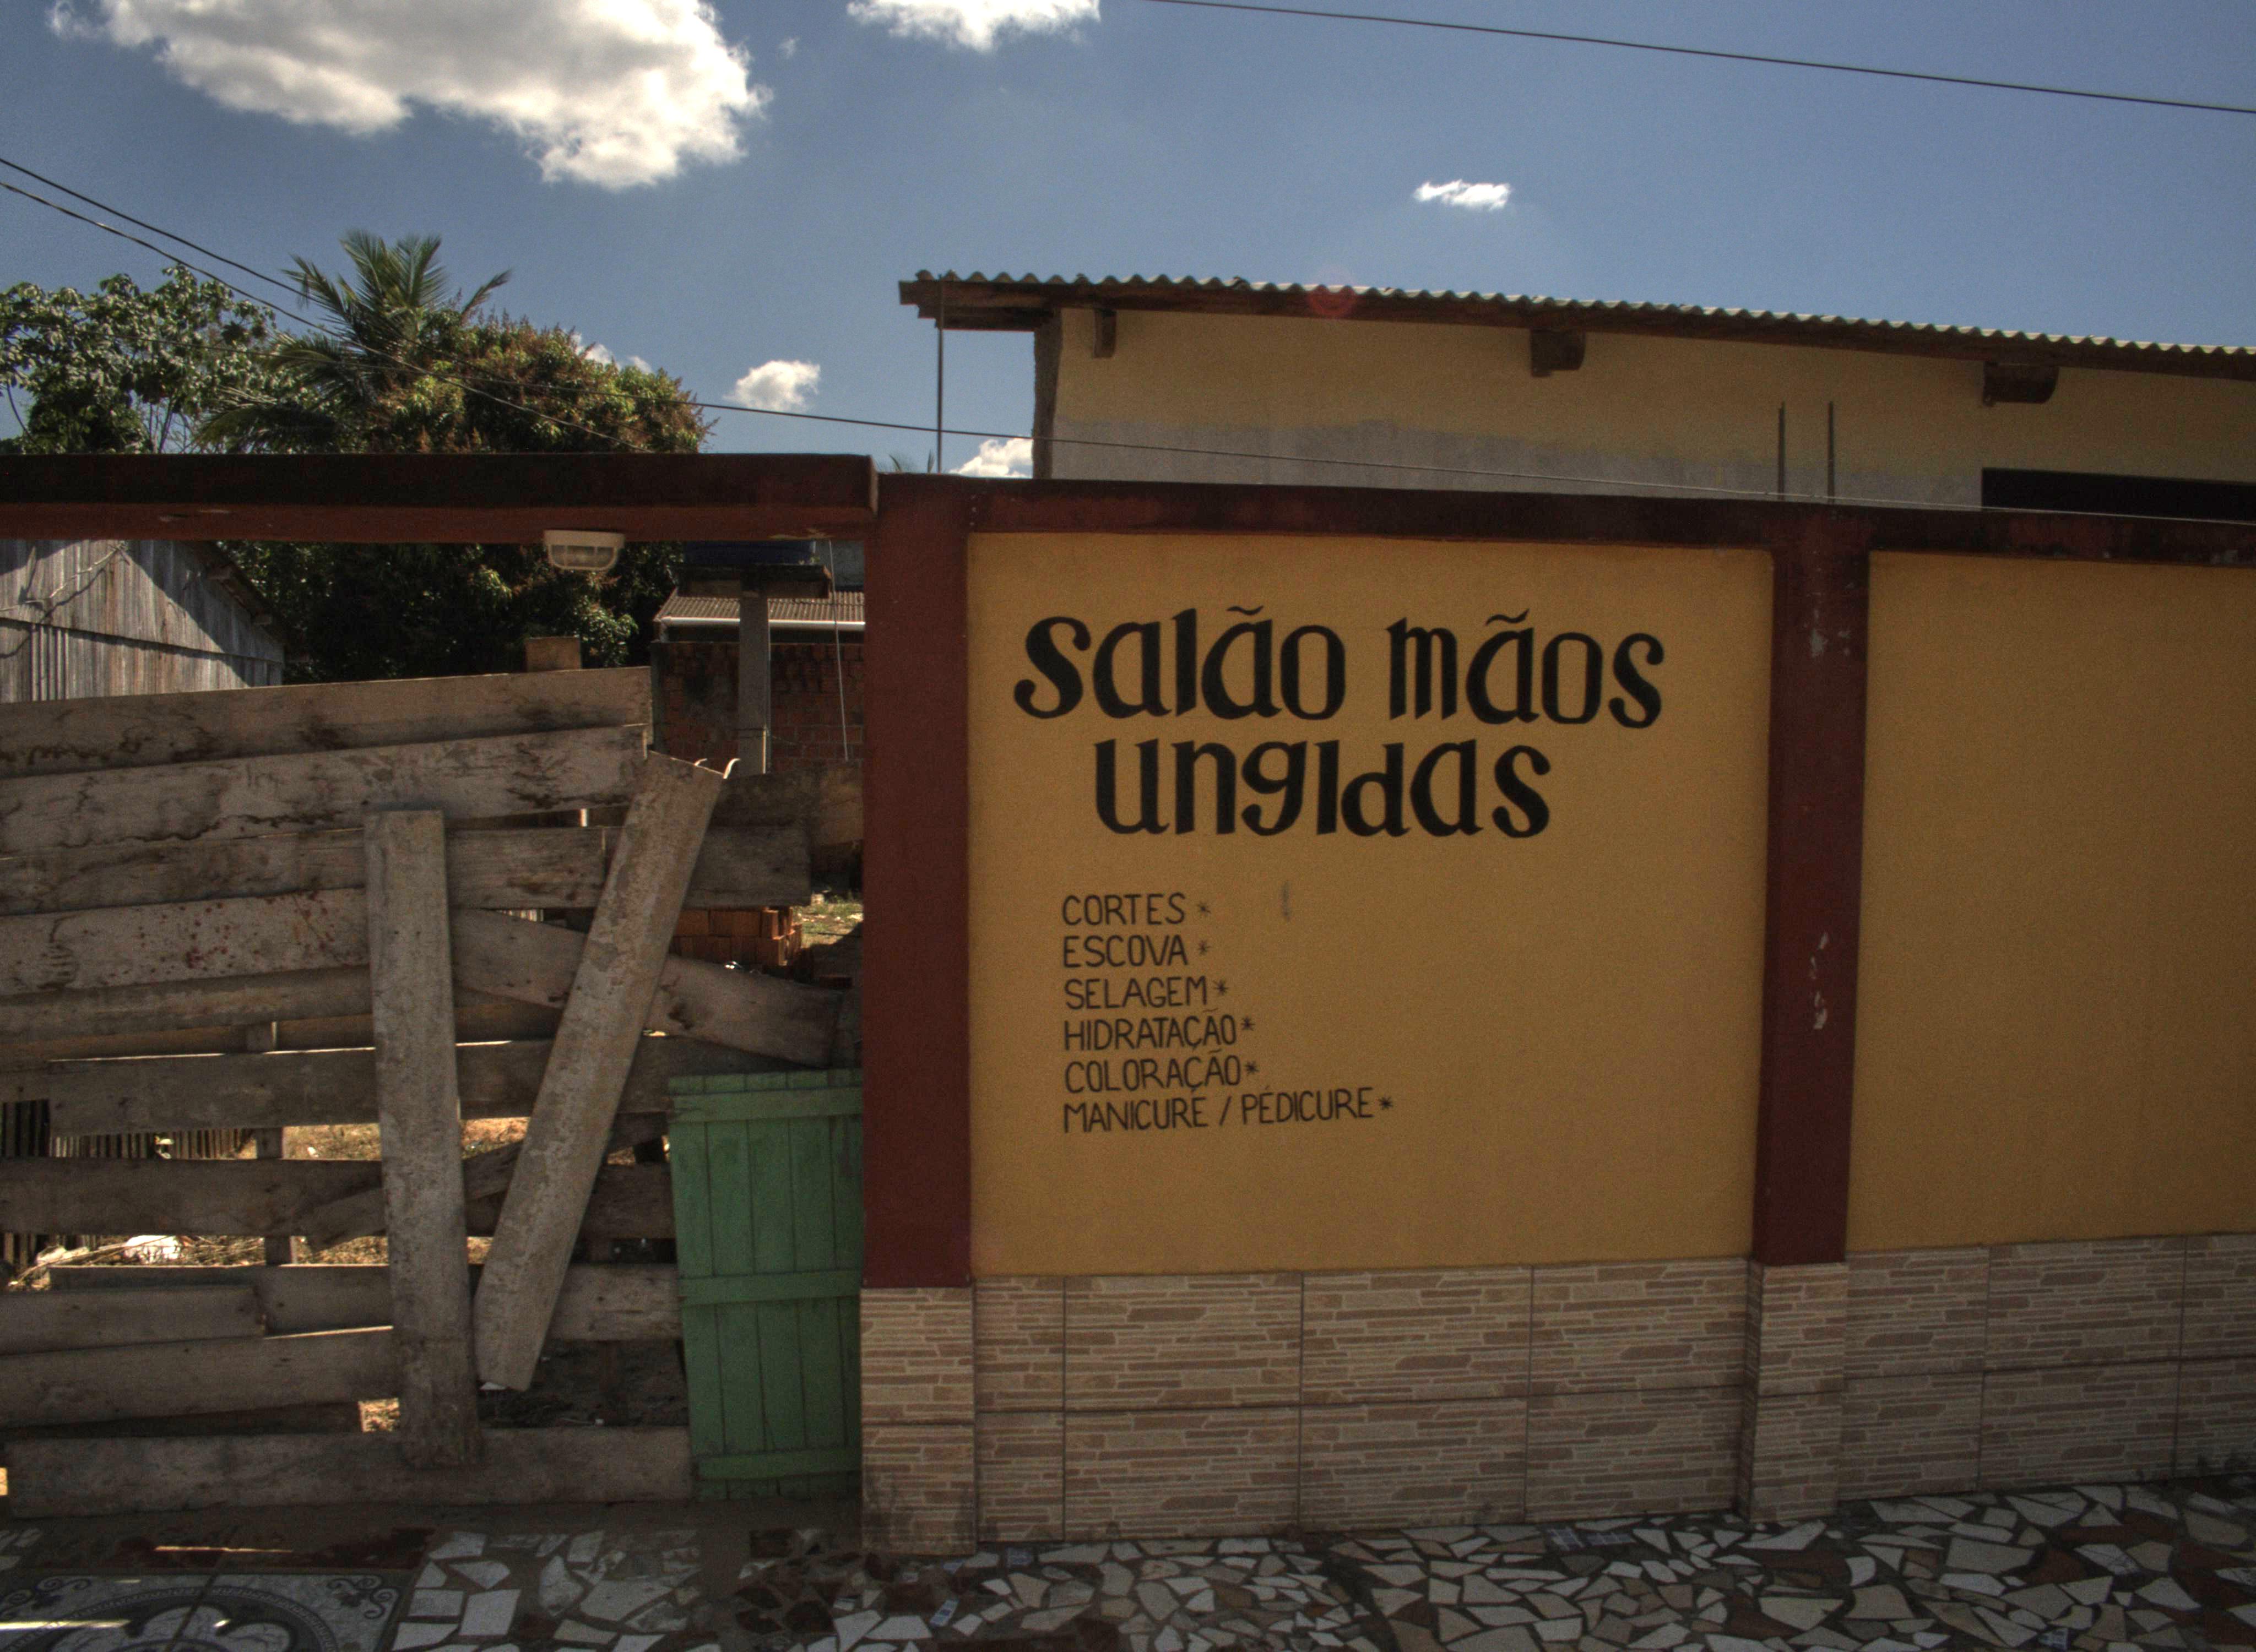 salão mãos
ungidas
CORTES *
ESCOVA *
SELAGEM *
HIDRATAÇÃO *
COLORAÇÃO *
MANICURE / PÉDICURE *